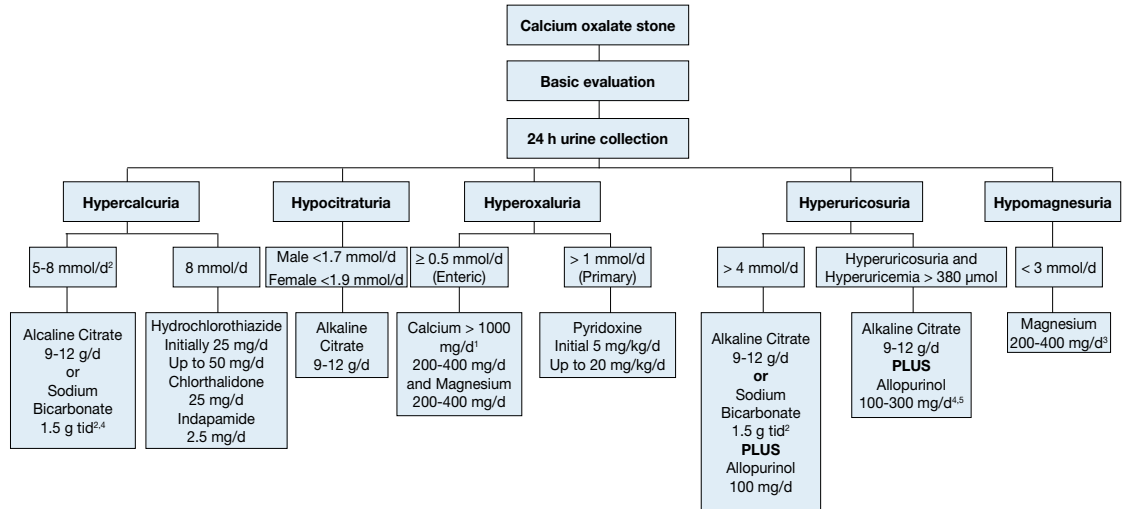 Calcium oxalate stone
Basic evaluation
24 h urine collection
Hypercalcuria
Hypocitraturia
Hyperoxaluria
Hyperuricosuria
Hypomagnesuria
5-8 mmol/d²
8 mmol/d
Male <1.7 mmol/d
Female <1.9 mmol/d
≥ 0.5 mmol/d
(Enteric)
> 1 mmol/d
(Primary)
> 4 mmol/d
Hyperuricosuria and
Hyperuricemia > 380 µmol
< 3 mmol/d
Alcaline Citrate
9-12 g/d
or
Sodium
Bicarbonate
1.5 g tid²,⁴
Hydrochlorothiazide
Initially 25 mg/d
Up to 50 mg/d
Chlorthalidone
25 mg/d
Indapamide
2.5 mg/d
Alkaline
Citrate
9-12 g/d
Calcium > 1000
mg/d¹
200-400 mg/d
and Magnesium
200-400 mg/d
Pyridoxine
Initial 5 mg/kg/d
Up to 20 mg/kg/d
Alkaline Citrate
9-12 g/d
or
Sodium
Bicarbonate
1.5 g tid²
PLUS
Allopurinol
100 mg/d
Alkaline Citrate
9-12 g/d
PLUS
Allopurinol
100-300 mg/d⁴,⁵
Magnesium
200-400 mg/d³